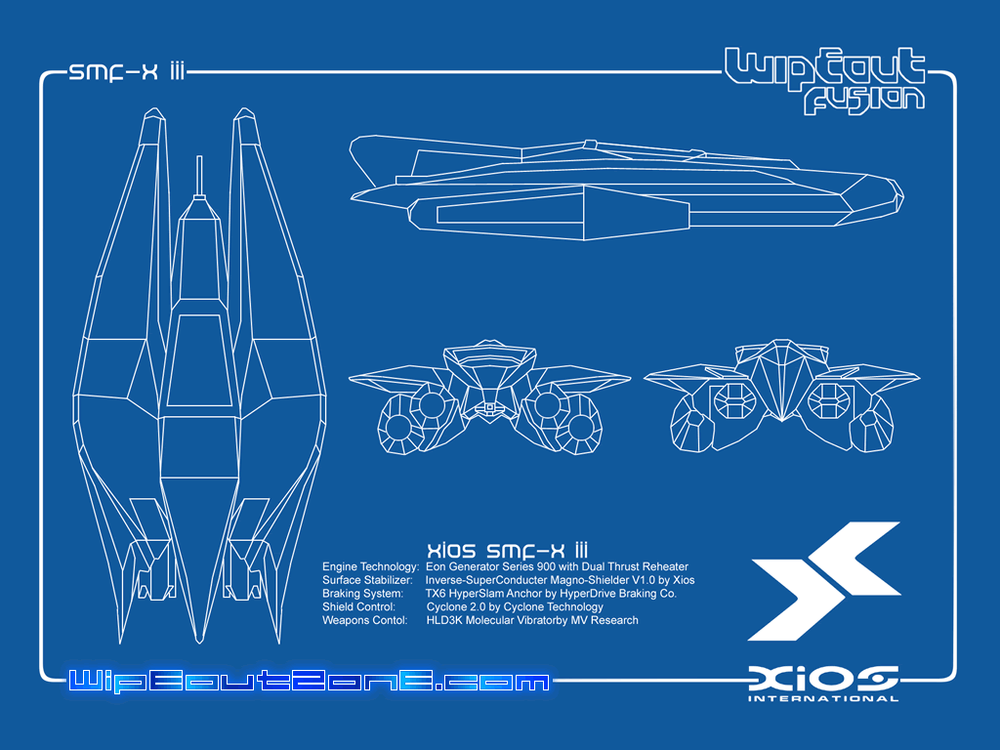 SMF-X iii
WipEout
fusion
XIOS SMF-X iii
Engine Technology: Eon Generator Series 900 with Dual Thrust Reheater
Surface Stabilizer: Inverse-SuperConducter Magno-Shielder V1.0 by Xios
Braking System: TX6 HyperSlam Anchor by HyperDrive Braking Co.
Shield Control: Cyclone 2.0 by Cyclone Technology
Weapons Contol: HLD3K Molecular Vibratorby MV Research
WipEoutZonE.com
XiOS
INTERNATIONAL